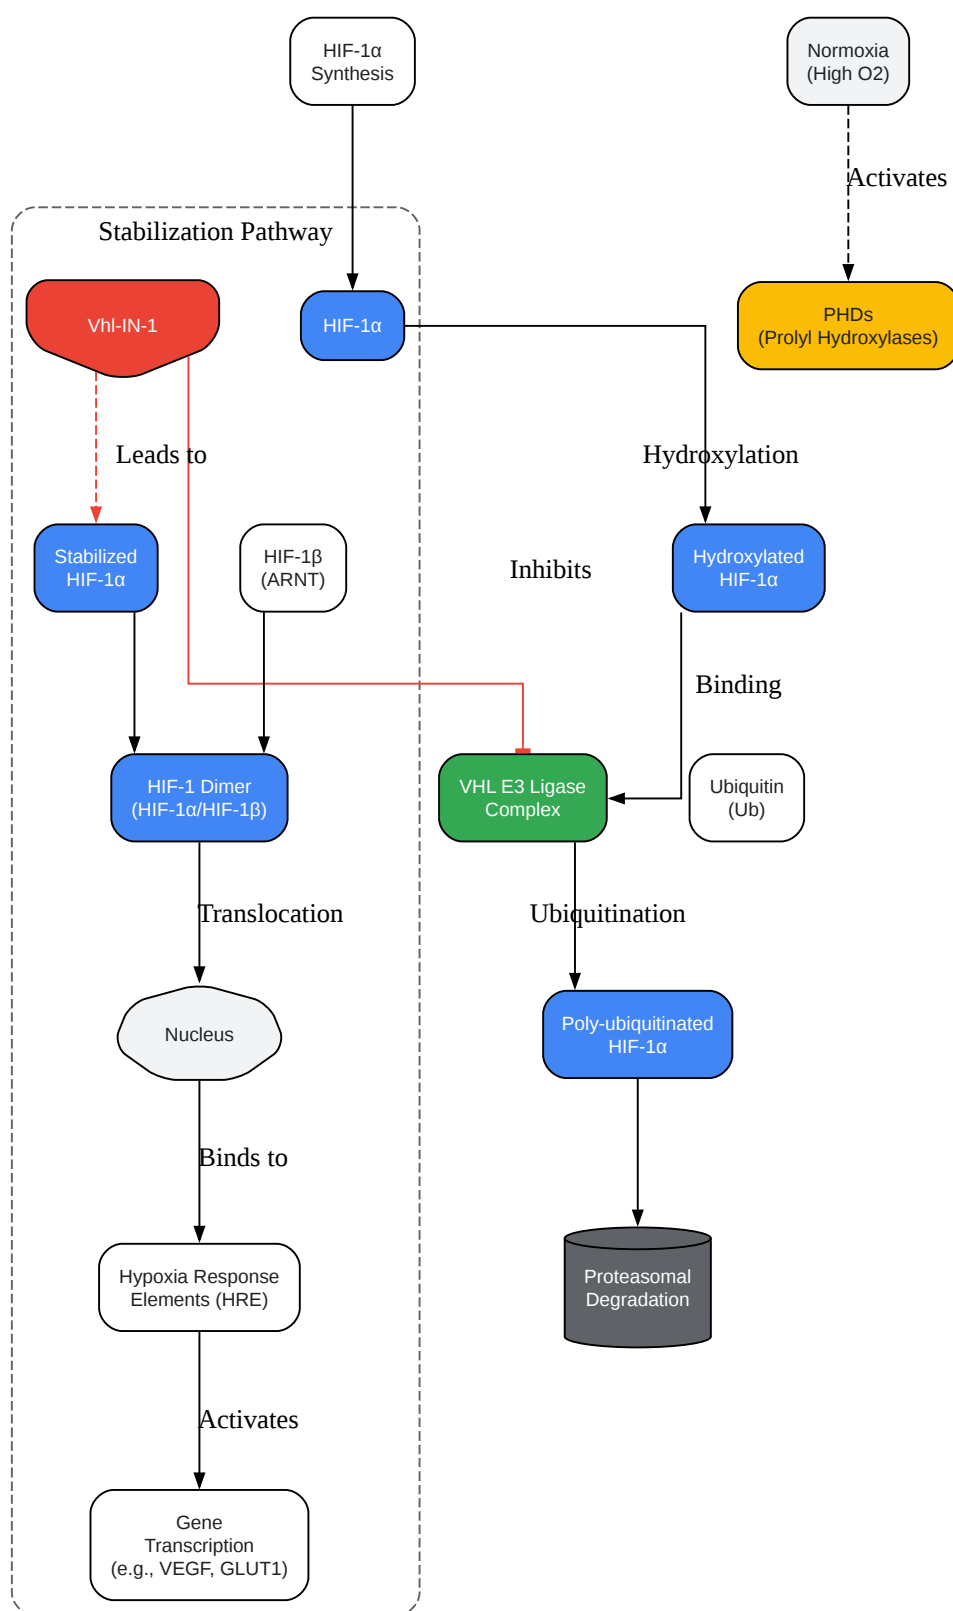 HIF-1α
Synthesis
Normoxia
(High O2)
Activates
Stabilization Pathway
Vhl-IN-1
HIF-1α
PHDs
(Prolyl Hydroxylases)
Leads to
Hydroxylation
Stabilized
HIF-1α
HIF-1β
(ARNT)
Inhibits
Hydroxylated
HIF-1α
Binding
HIF-1 Dimer
(HIF-1α/HIF-1β)
VHL E3 Ligase
Complex
Ubiquitin
(Ub)
Translocation
Ubiquitination
Nucleus
Poly-ubiquitinated
HIF-1α
Binds to
Hypoxia Response
Elements (HRE)
Proteasomal
Degradation
Activates
Gene
Transcription
(e.g., VEGF, GLUT1)